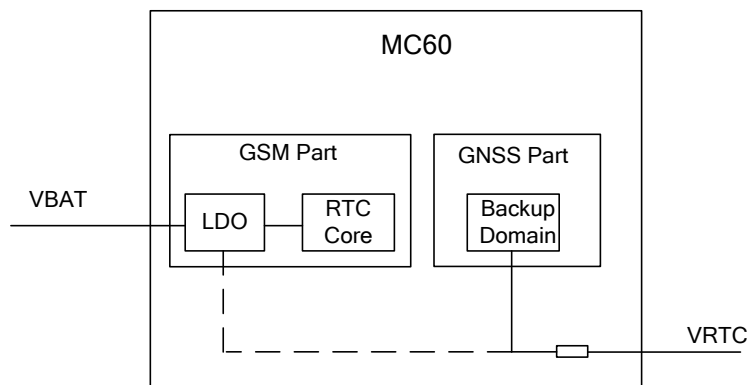 MC60
GSM Part
GNSS Part
VBAT
LDO
RTC
Core
Backup
Domain
VRTC